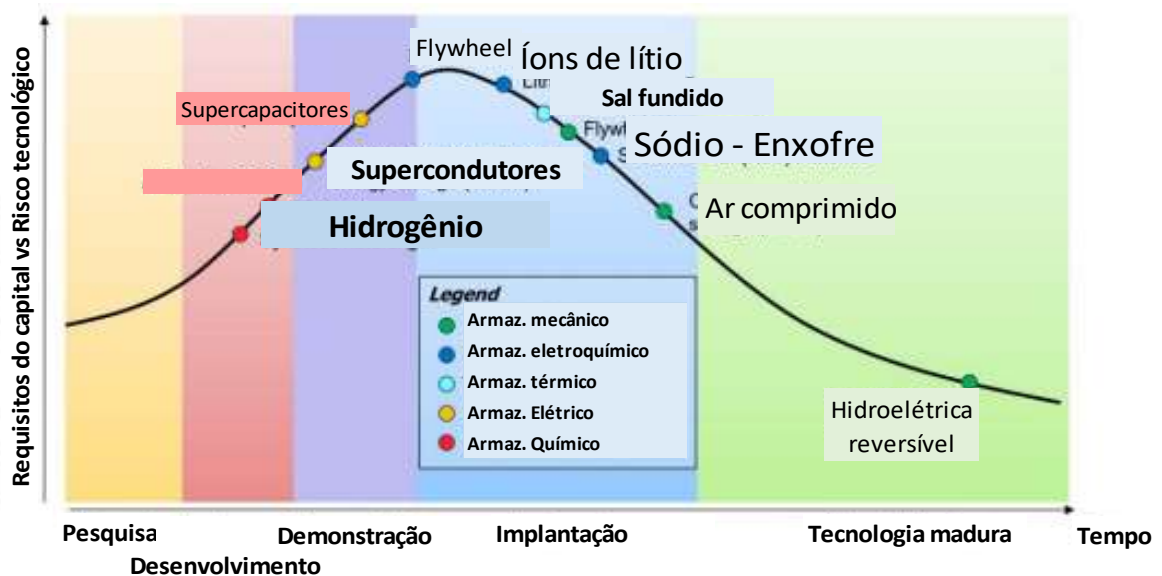 Requisitos do capital vs Risco tecnológico
Flywheel
Íons de lítio
Sal fundido
Supercapacitores
Flywh
Sódio - Enxofre
Supercondutores
Ar comprimido
Hidrogênio
Legend
Armaz. mecânico
Armaz. eletroquímico
Armaz. térmico
Armaz. Elétrico
Armaz. Químico
Hidroelétrica
reversível
Pesquisa
Desenvolvimento
Demonstração
Implantação
Tecnologia madura
Tempo